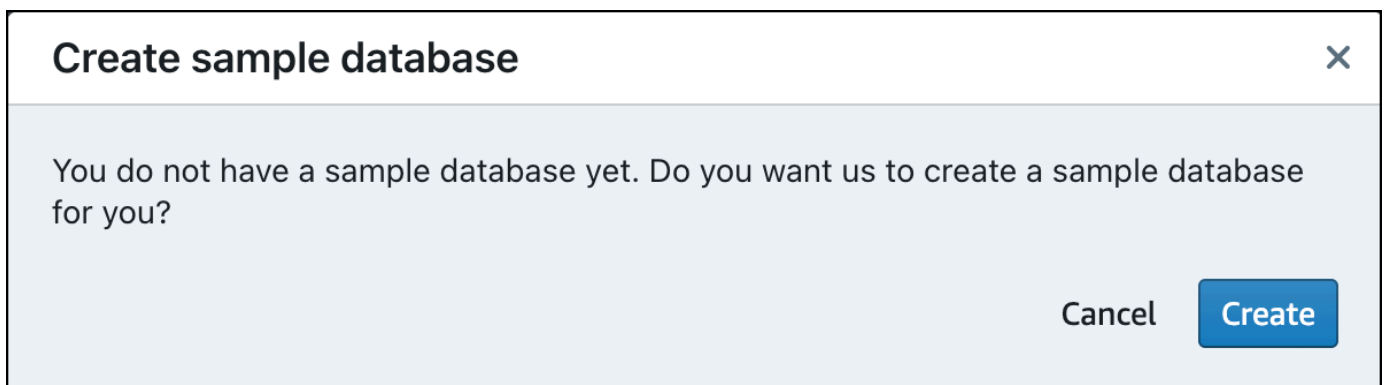 Create sample database
You do not have a sample database yet. Do you want us to create a sample database
for you?
Cancel
Create